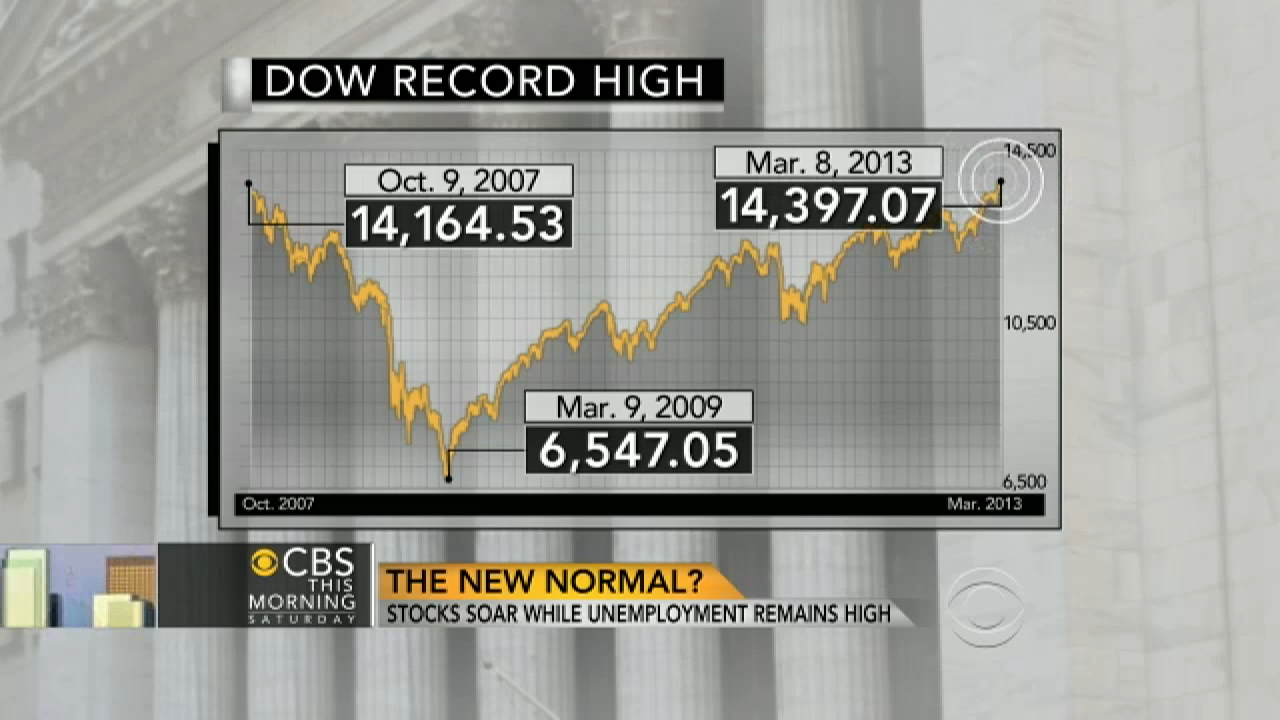 DOW RECORD HIGH
14,500
Mar. 8, 2013
14,397.07
Oct. 9, 2007
14,164.53
10,500
Mar. 9, 2009
6,547.05
6,500
Oct. 2007
Mar. 2013
CBS
THIS
MORNING
SATURDAY
THE NEW NORMAL?
STOCKS SOAR WHILE UNEMPLOYMENT REMAINS HIGH